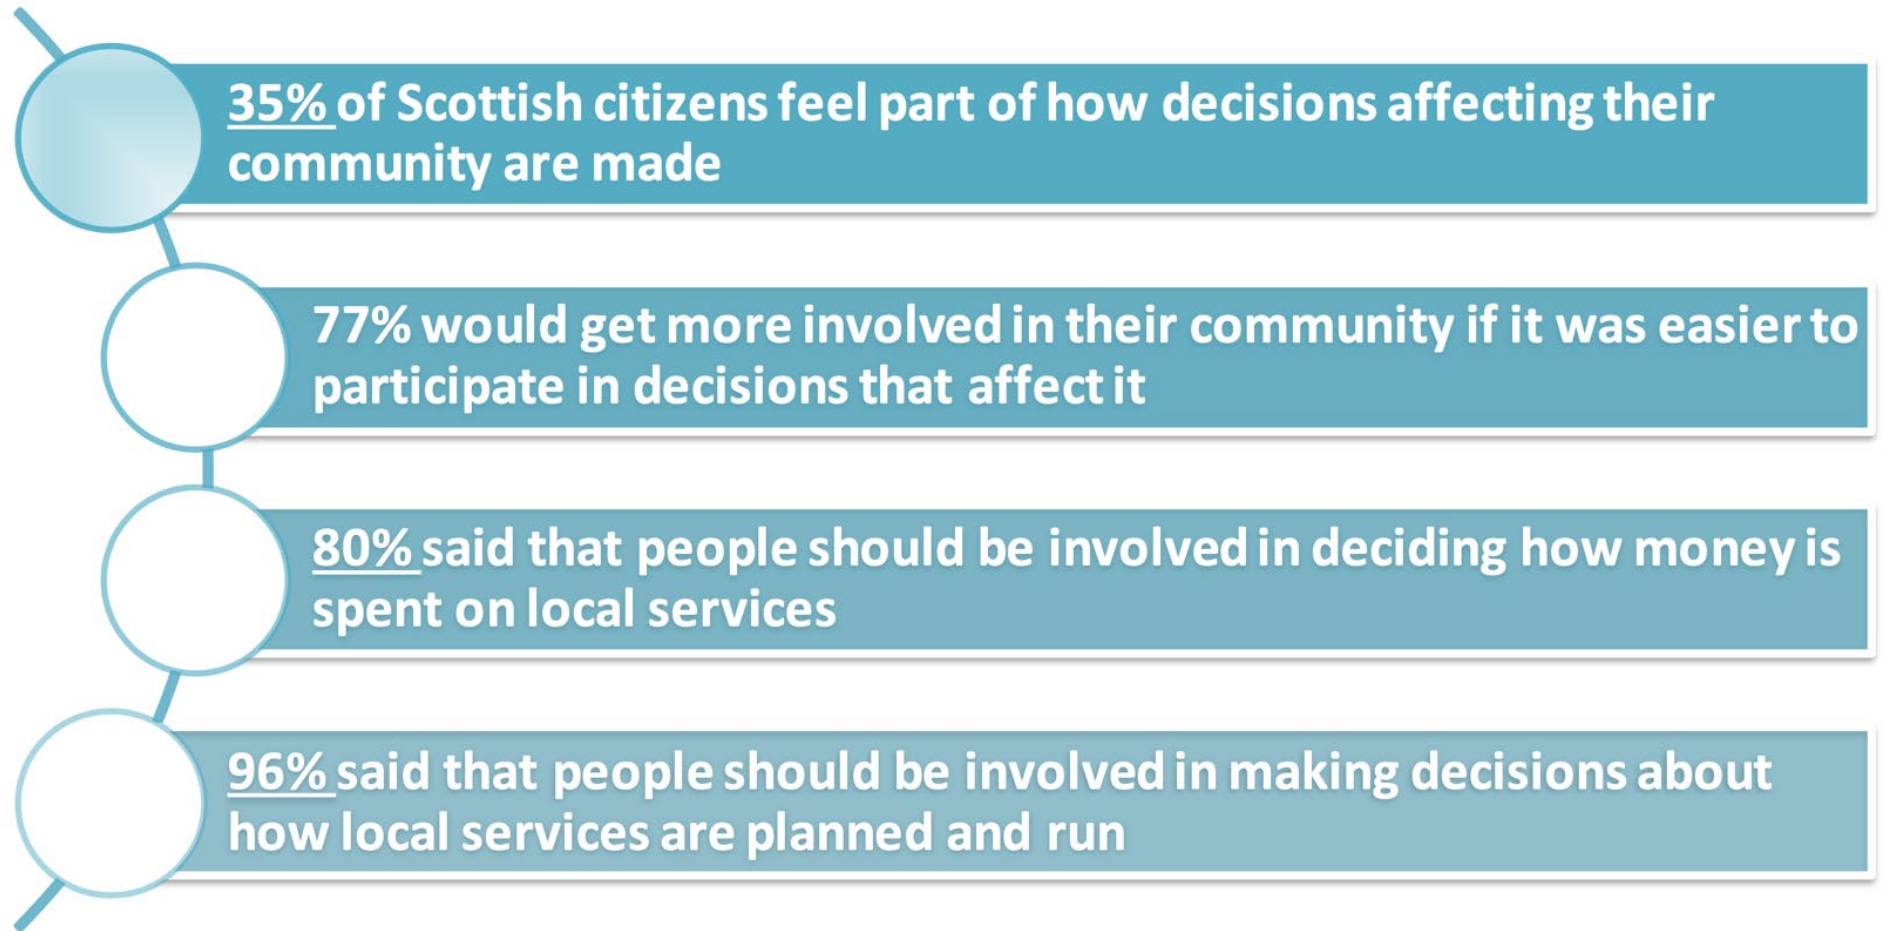 35% of Scottish citizens feel part of how decisions affecting their
community are made
77% would get more involved in their community if it was easier to
participate in decisions that affect it
80% said that people should be involved in deciding how money is
spent on local services
96% said that people should be involved in making decisions about
how local services are planned and run